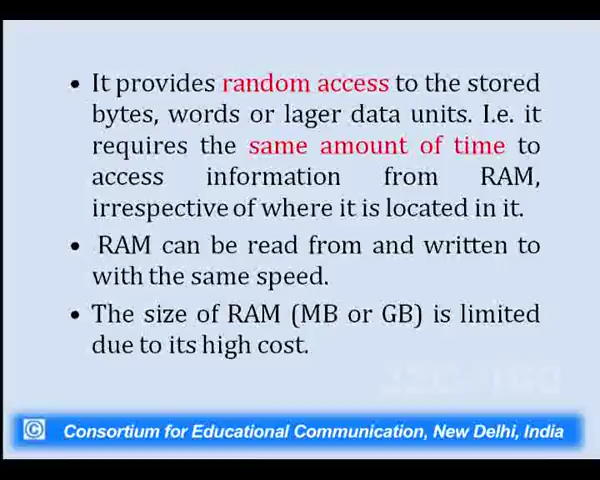 • It provides random access to the stored
bytes, words or lager data units. I.e. it
requires the same amount of time to
access information from RAM,
irrespective of where it is located in it.
• RAM can be read from and written to
with the same speed.
• The size of RAM (MB or GB) is limited
due to its high cost.
© Consortium for Educational Communication, New Delhi, India